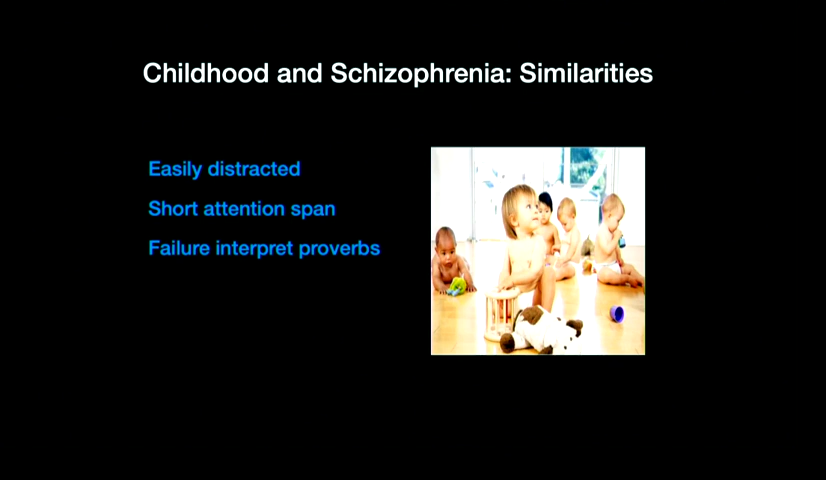 Childhood and Schizophrenia: Similarities
Easily distracted
Short attention span
Failure interpret proverbs